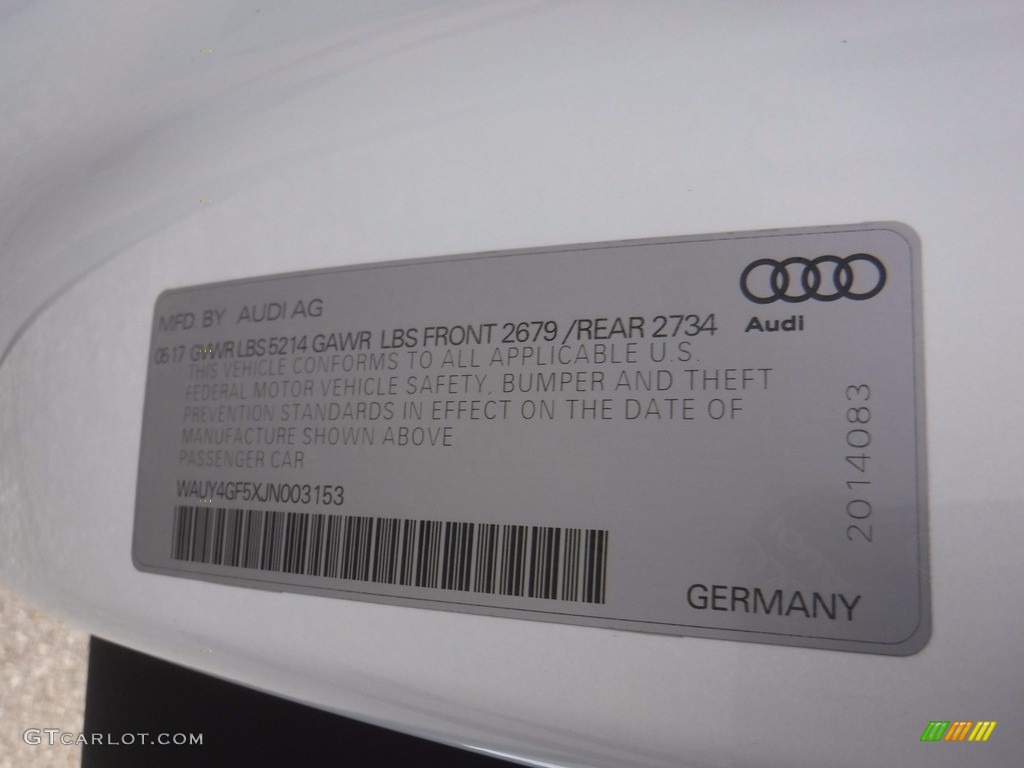 MFD. BY AUDI AG
06 17 GVWR LBS 5214 GAWR LBS FRONT 2679 /REAR 2734
THIS VEHICLE CONFORMS TO ALL APPLICABLE U.S.
FEDERAL MOTOR VEHICLE SAFETY, BUMPER AND THEFT
PREVENTION STANDARDS IN EFFECT ON THE DATE OF
MANUFACTURE SHOWN ABOVE
PASSENGER CAR
WAUY4GF5XJN003153
Audi
2014083
GERMANY
GTCARLOT.COM